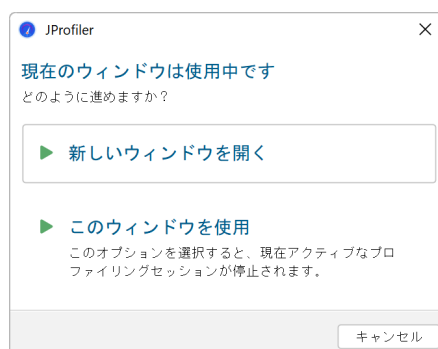 JProfiler
現在のウィンドウは使用中です
どのように進めますか？
新しいウィンドウを開く
このウィンドウを使用
このオプションを選択すると、現在アクティブなプロ
ファイリングセッションが停止されます。
キャンセル